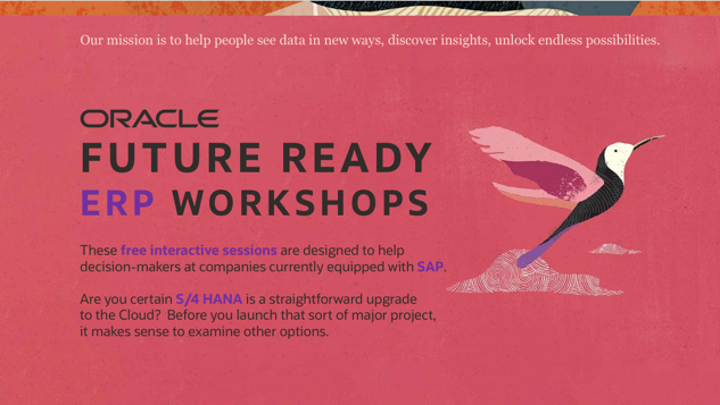 Our mission is to help people see data in new ways, discover insights, unlock endless possibilities.
ORACLE
FUTURE READY
ERP WORKSHOPS
These free interactive sessions are designed to help
decision-makers at companies currently equipped with SAP.
Are you certain S/4 HANA is a straightforward upgrade
to the Cloud? Before you launch that sort of major project,
it makes sense to examine other options.